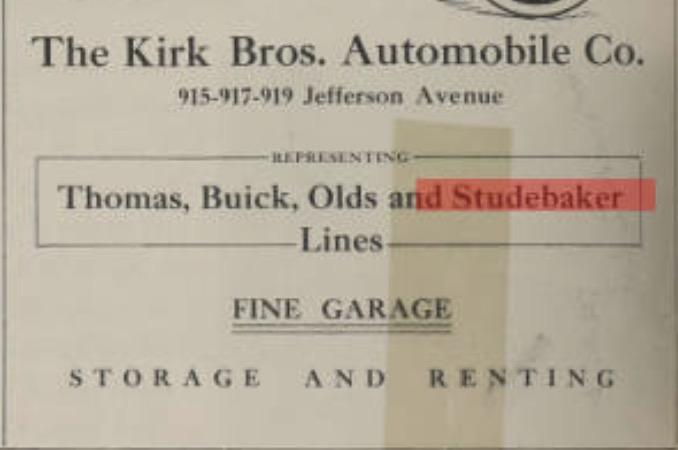 The Kirk Bros. Automobile Co.
915-917-919 Jefferson Avenue
REPRESENTING
Thomas, Buick, Olds and Studebaker
Lines
FINE GARAGE
STORAGE AND RENTING